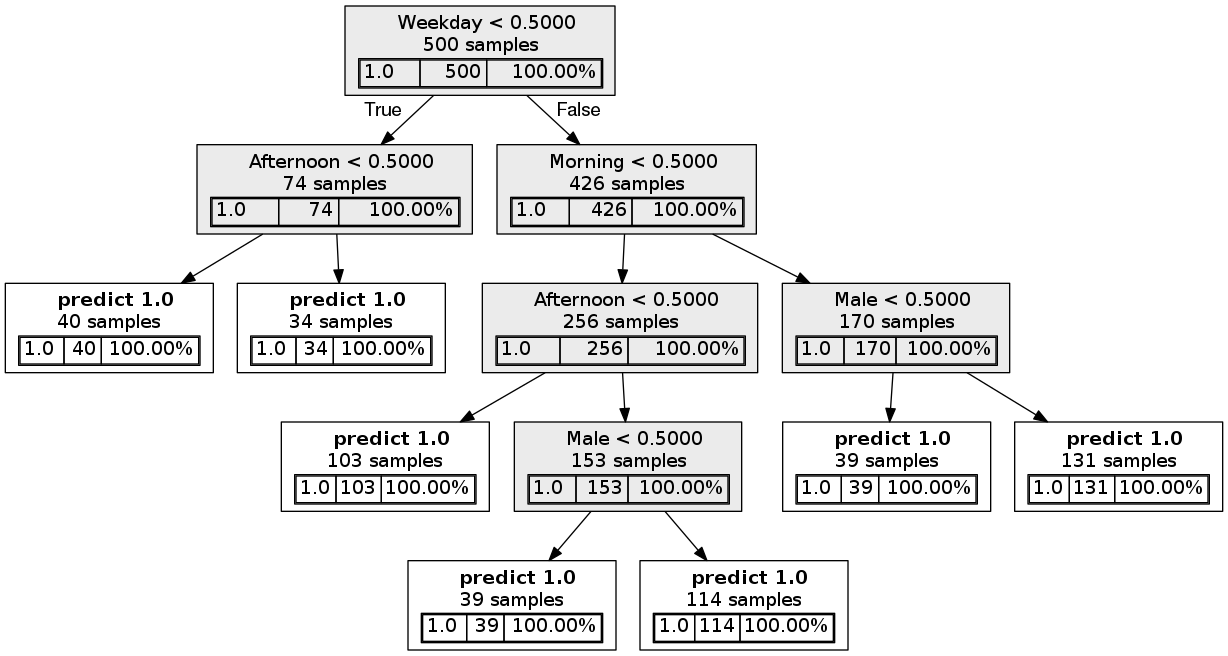 Weekday < 0.5000
500 samples
1.0 500 100.00%
True False
Afternoon < 0.5000
74 samples
1.0 74 100.00%
Morning < 0.5000
426 samples
1.0 426 100.00%
predict 1.0
40 samples
1.0 40 100.00%
predict 1.0
34 samples
1.0 34 100.00%
Afternoon < 0.5000
256 samples
1.0 256 100.00%
Male < 0.5000
170 samples
1.0 170 100.00%
predict 1.0
103 samples
1.0 103 100.00%
Male < 0.5000
153 samples
1.0 153 100.00%
predict 1.0
39 samples
1.0 39 100.00%
predict 1.0
131 samples
1.0 131 100.00%
predict 1.0
39 samples
1.0 39 100.00%
predict 1.0
114 samples
1.0 114 100.00%